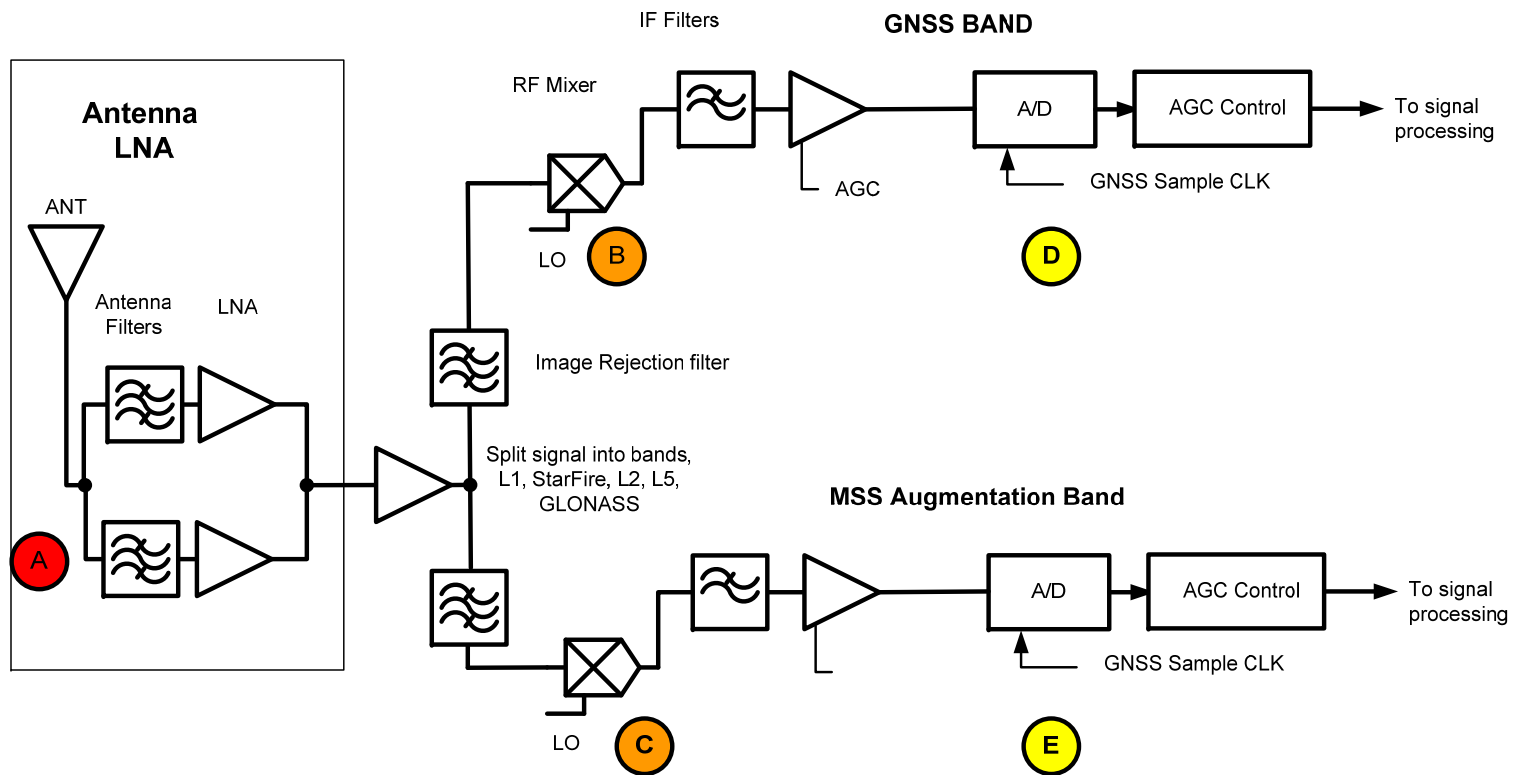 IF Filters
GNSS BAND
RF Mixer
Antenna
LNA
A/D
AGC Control
To signal
processing
GNSS Sample CLK
AGC
ANT
LO
B
D
Antenna
Filters
LNA
Image Rejection filter
Split signal into bands,
L1, StarFire, L2, L5,
GLONASS
MSS Augmentation Band
A
A/D
AGC Control
To signal
processing
GNSS Sample CLK
LO
C
E